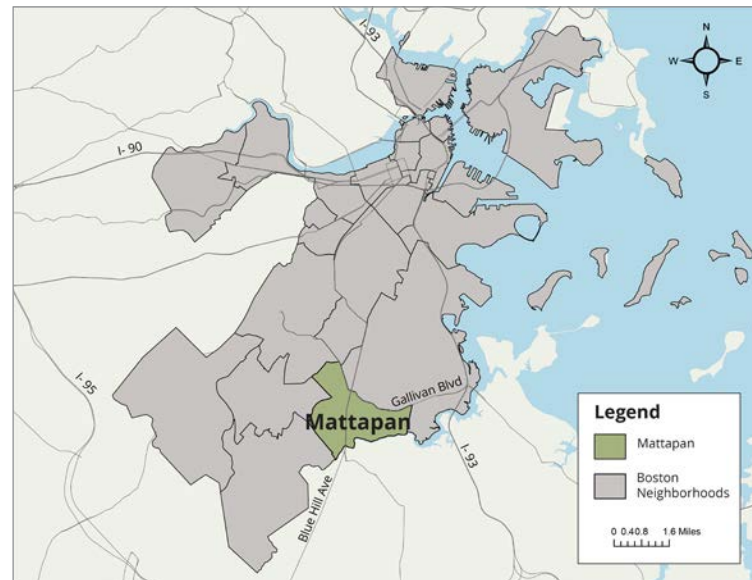 I-93
N
W
E
S
I- 90
I- 95
Gallivan Blvd
Mattapan
I- 93
Blue Hill Ave
Legend
Mattapan
Boston
Neighborhoods
0 0.40.8 1.6 Miles